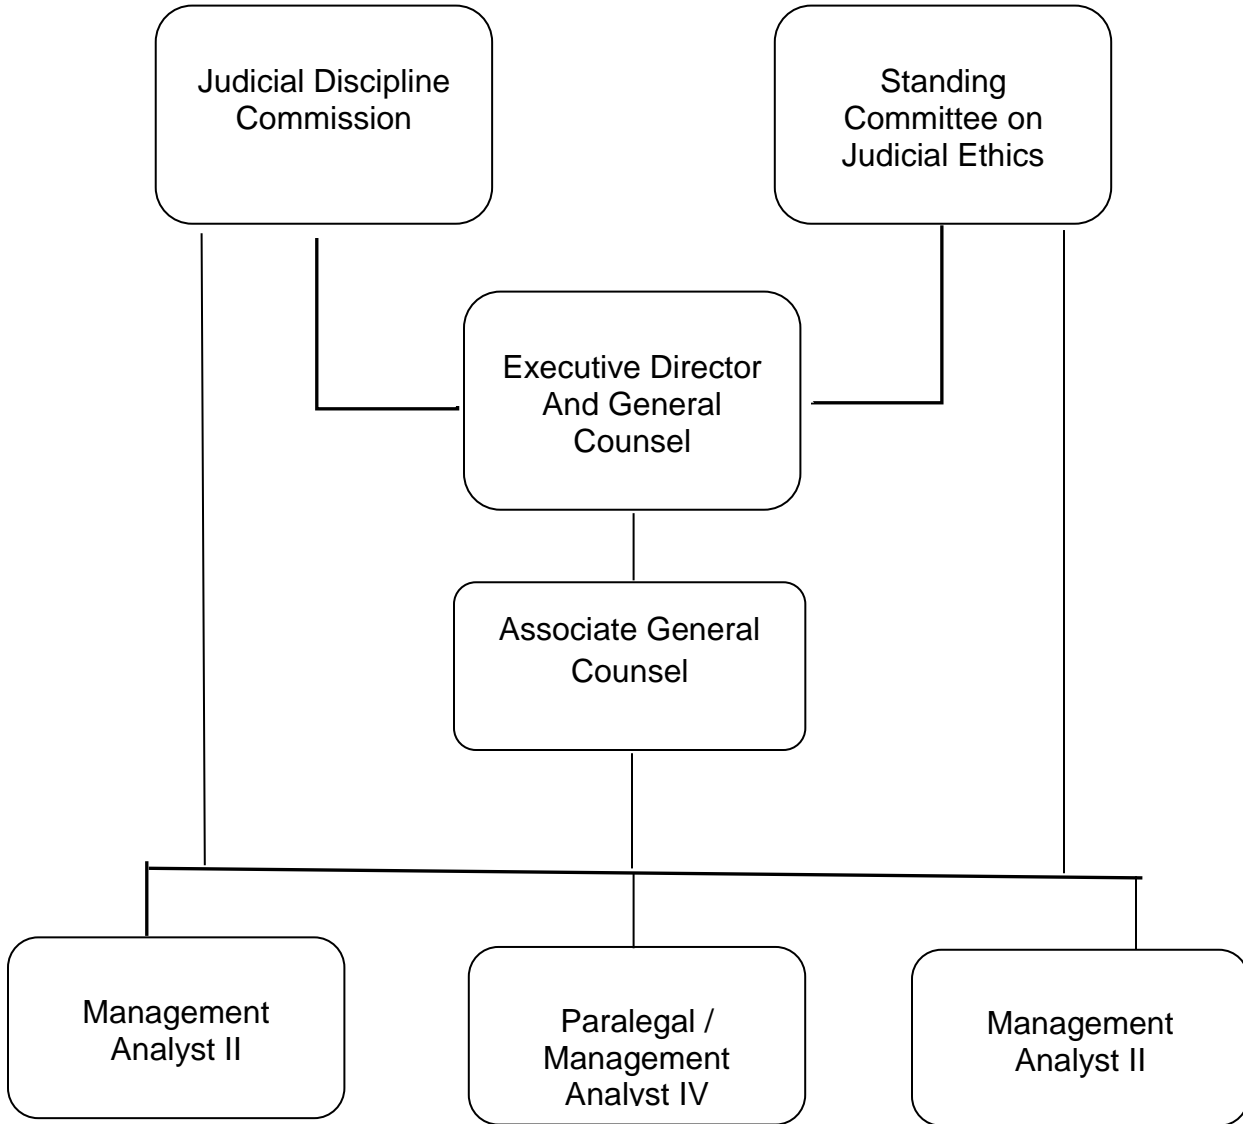 Judicial Discipline
Commission
Standing
Committee on
Judicial Ethics
Executive Director
And General
Counsel
Associate General
Counsel
Management
Analyst II
Paralegal /
Management
Analyst IV
Management
Analyst II